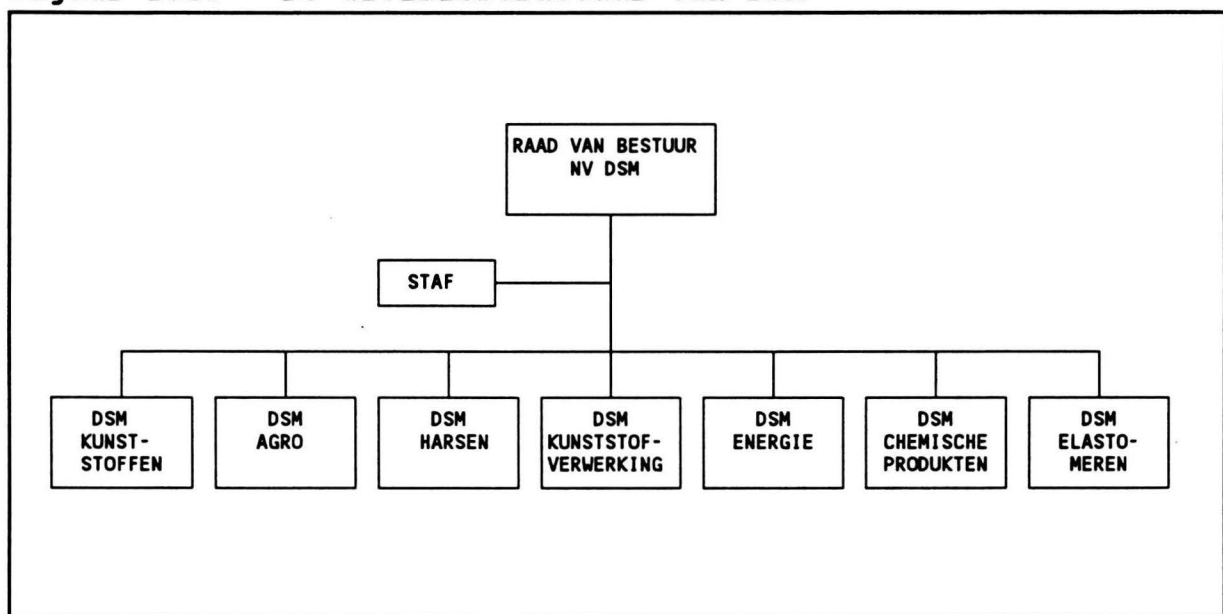 RAAD VAN BESTUUR
NV DSM
STAF
DSM
KUNST-
STOFFEN
DSM
AGRO
DSM
HARSEN
DSM
KUNSTSTOF-
VERWERKING
DSM
ENERGIE
DSM
CHEMISCHE
PRODUKTEN
DSM
ELASTO-
MEREN